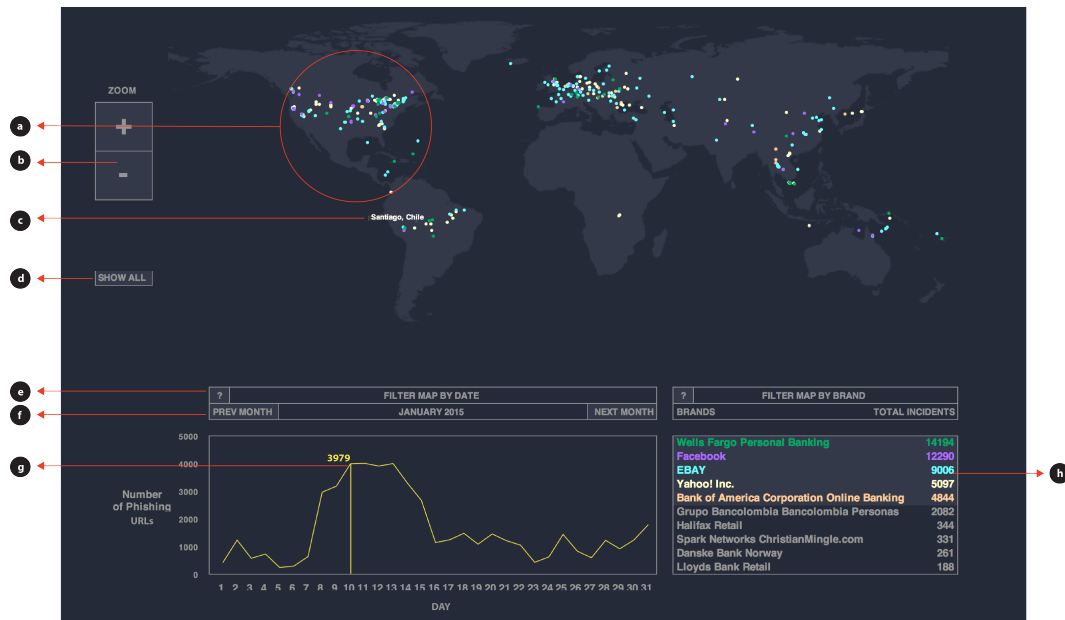 ZOOM
+
a
b
-
c
Santiago, Chile
d
SHOW ALL
e
? FILTER MAP BY DATE
? FILTER MAP BY BRAND
f
PREV MONTH JANUARY 2015 NEXT MONTH
BRANDS TOTAL INCIDENTS
g
5000
4000
3000
2000
1000
0
3979
Number
of Phishing
URLs
1 2 3 4 5 6 7 8 9 10 11 12 13 14 15 16 17 18 19 20 21 22 23 24 25 26 27 28 29 30 31
DAY
Wells Fargo Personal Banking 14194
Facebook 12290
EBAY 9006
Yahoo! Inc. 5097
Bank of America Corporation Online Banking 4844
Grupo Bancolombia Bancolombia Personas 2082
Halifax Retail 344
Spark Networks ChristianMingle.com 331
Danske Bank Norway 261
Lloyds Bank Retail 188
h